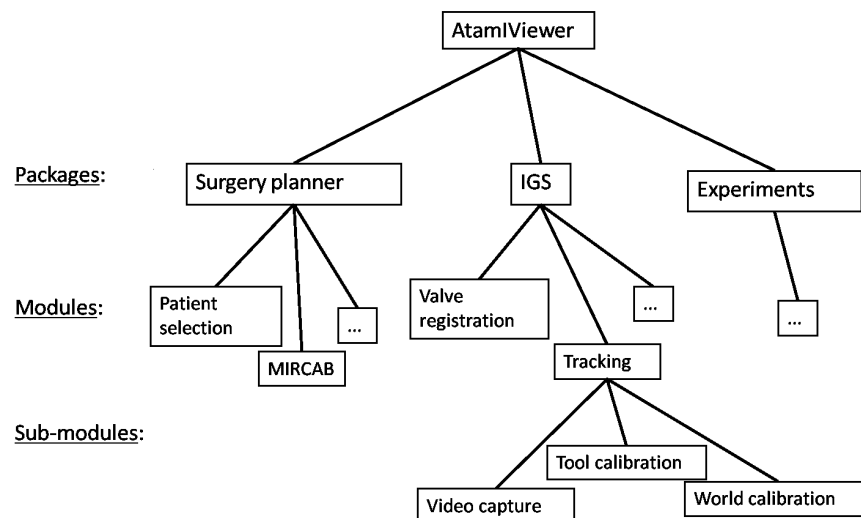 AtamIViewer
Packages:
Surgery planner
IGS
Experiments
Modules:
Patient
selection
MIRCAB
...
Valve
registration
Tracking
...
...
Sub-modules:
Video capture
Tool calibration
World calibration